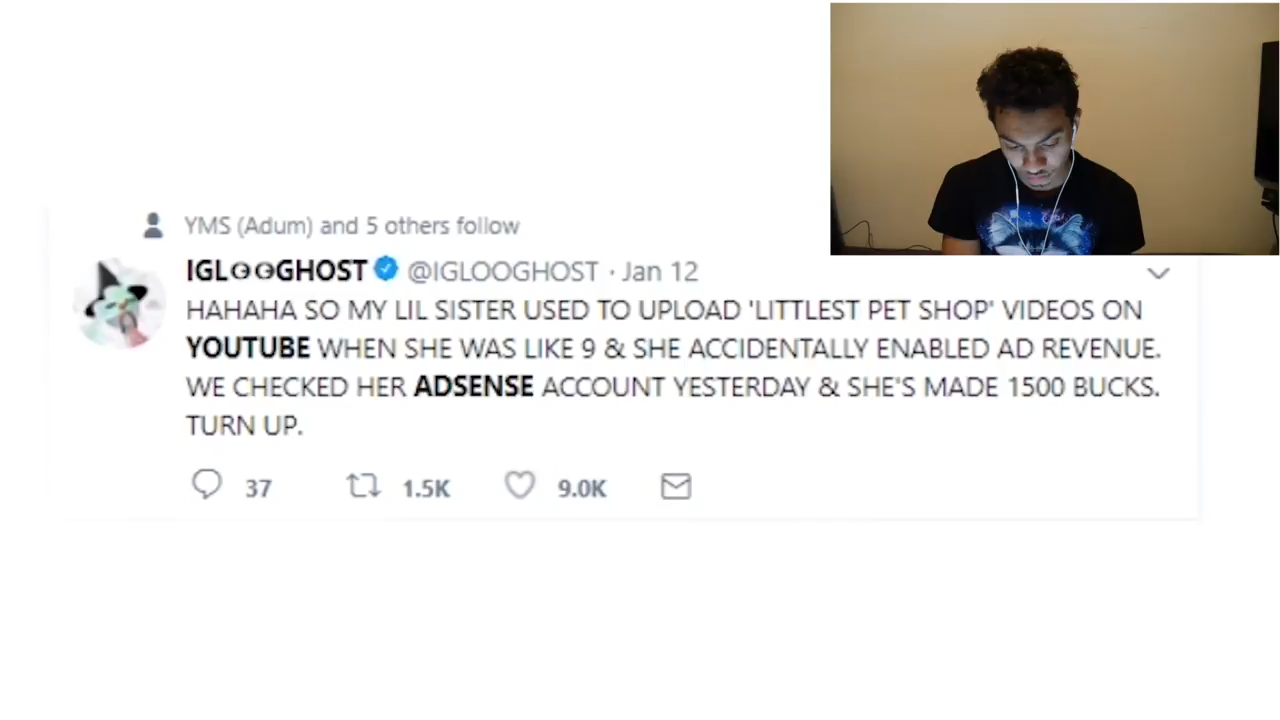 YMS (Adum) and 5 others follow
IGLOOGHOST @IGLOOGHOST · Jan 12
HAHAHA SO MY LIL SISTER USED TO UPLOAD 'LITTLEST PET SHOP' VIDEOS ON
YOUTUBE WHEN SHE WAS LIKE 9 & SHE ACCIDENTALLY ENABLED AD REVENUE.
WE CHECKED HER ADSENSE ACCOUNT YESTERDAY & SHE'S MADE 1500 BUCKS.
TURN UP.
37 1.5K 9.0K